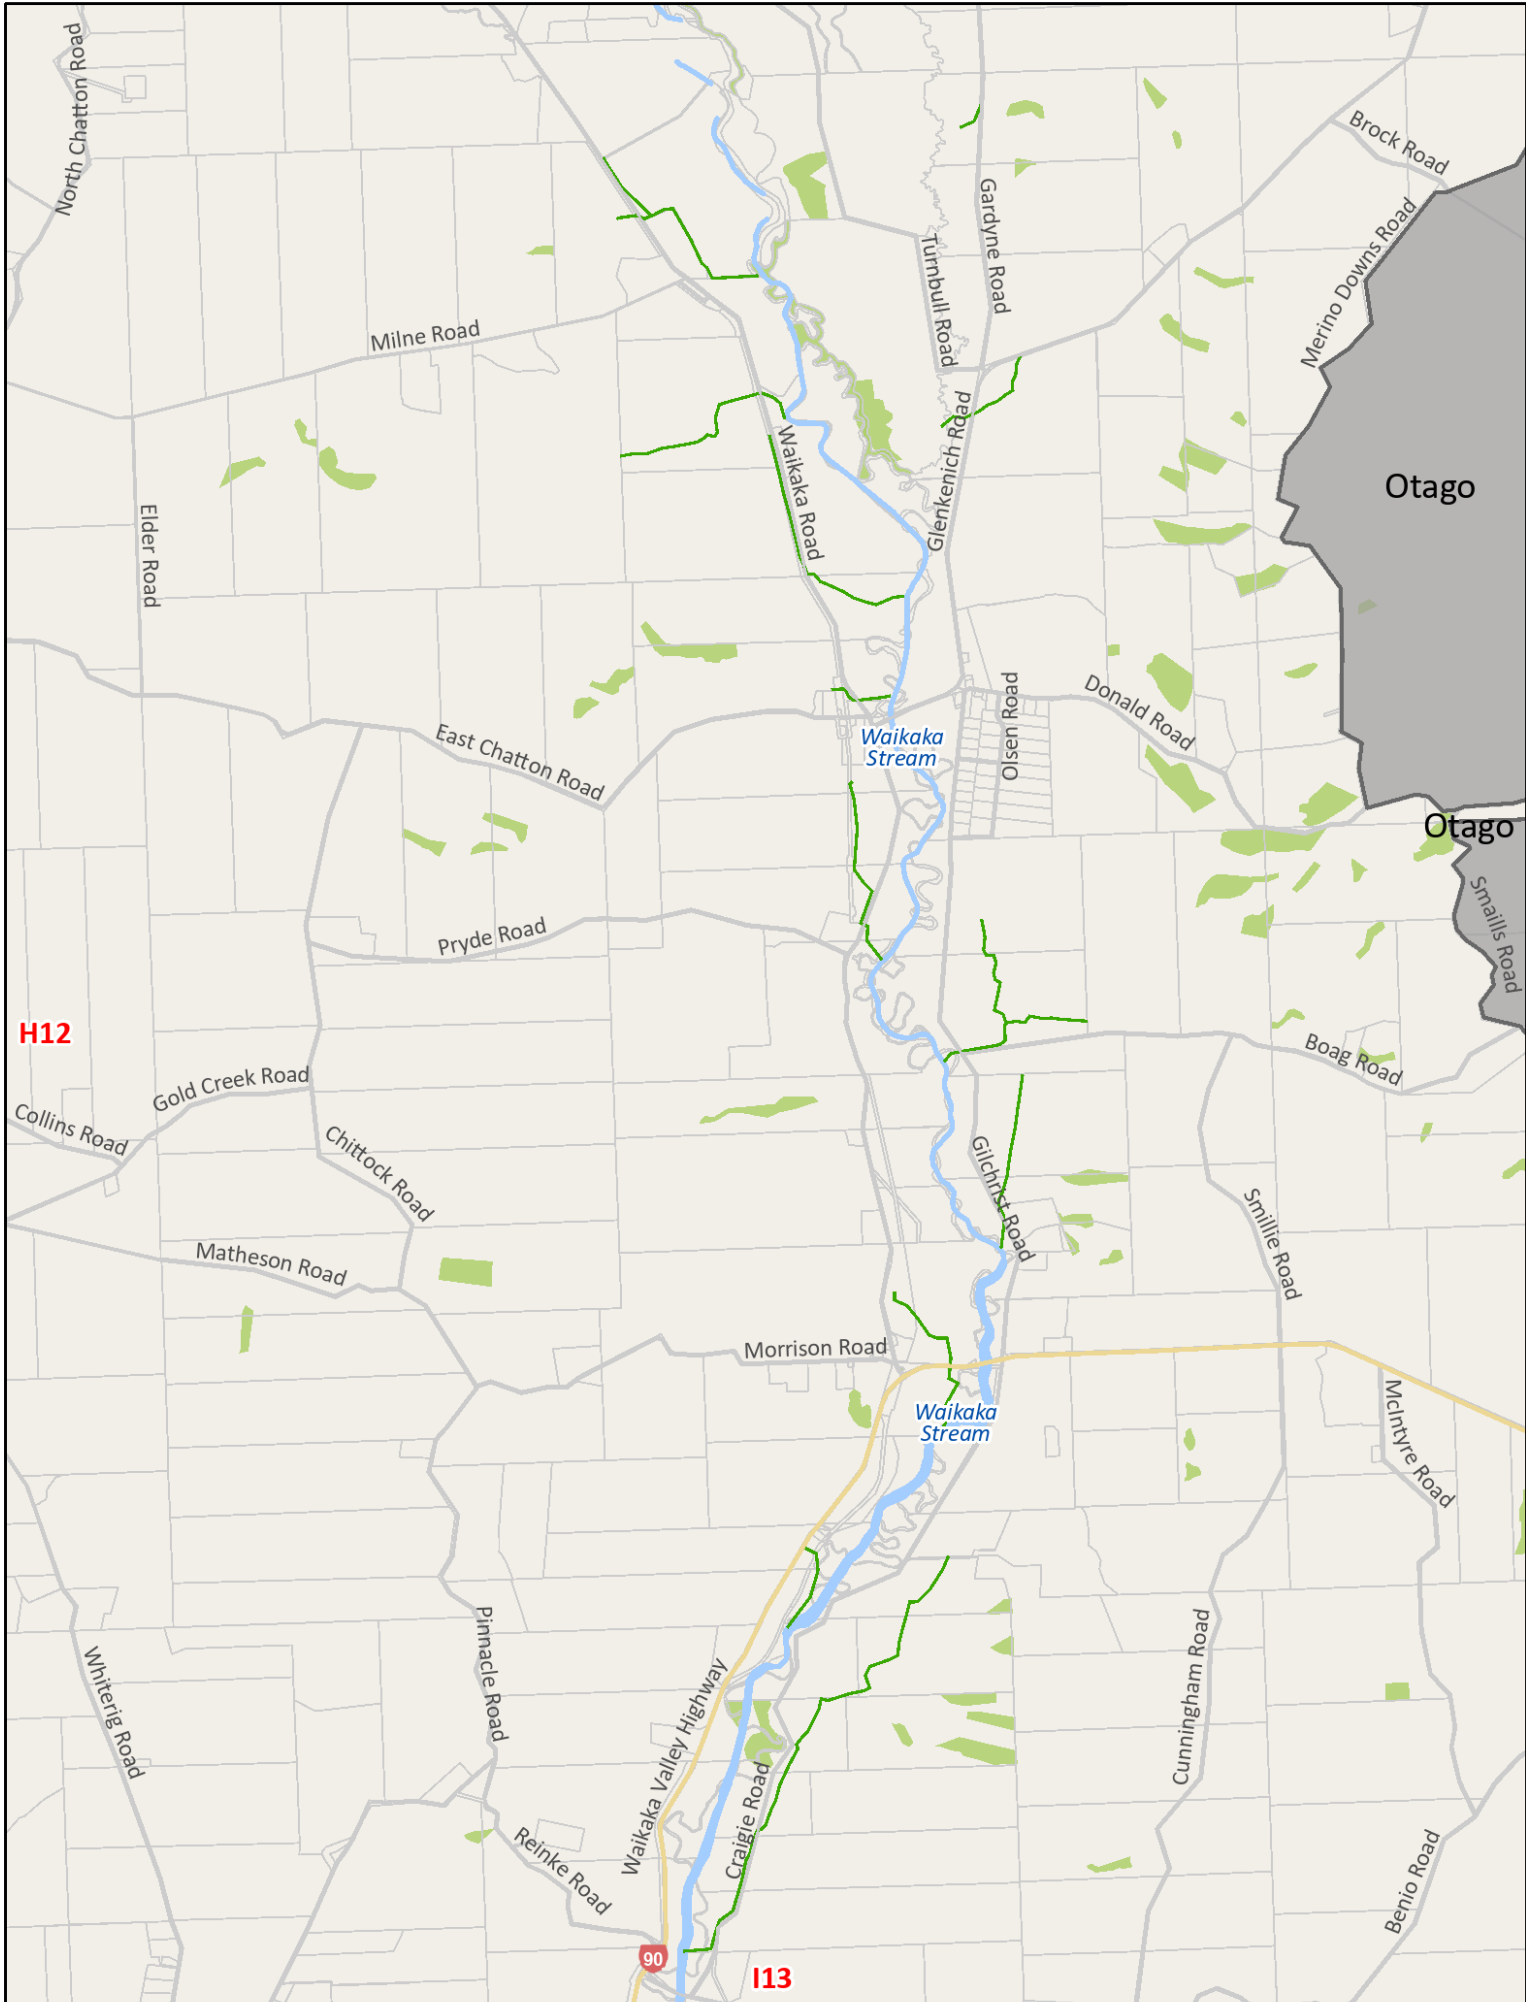 North Chatton Road
Brock Road
Gardyne Road
Merino Downs Road
Turnbull Road
Milne Road
Glenkenich Road
Waikaka Road
Otago
Elder Road
Olsen Road
Donald Road
East Chatton Road
Waikaka
Stream
Otago
Smaills Road
Pryde Road
H12
Boag Road
Gold Creek Road
Collins Road
Chittock Road
Gilchrist Road
Smillie Road
Matheson Road
Morrison Road
McIntyre Road
Waikaka
Stream
Pinnacle Road
Cunningham Road
Whiterig Road
Waikaka Valley Highway
Craigie Road
Reinke Road
Benio Road
90
I13